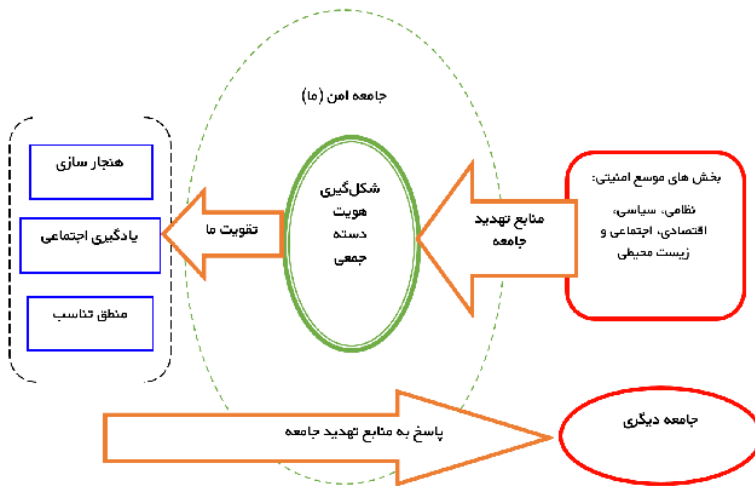 جامعه امن (ما)
بخش های موسع امنیتی:
نظامی، سیاسی،
اقتصادی، اجتماعی و
زیست محیطی
منابع تهدید
جامعه
شکل‌گیری
هویت
دسته
جمعی
تقویت ما
هنجار سازی
یادگیری اجتماعی
منطق تناسب
پاسخ به منابع تهدید جامعه
جامعه دیگری